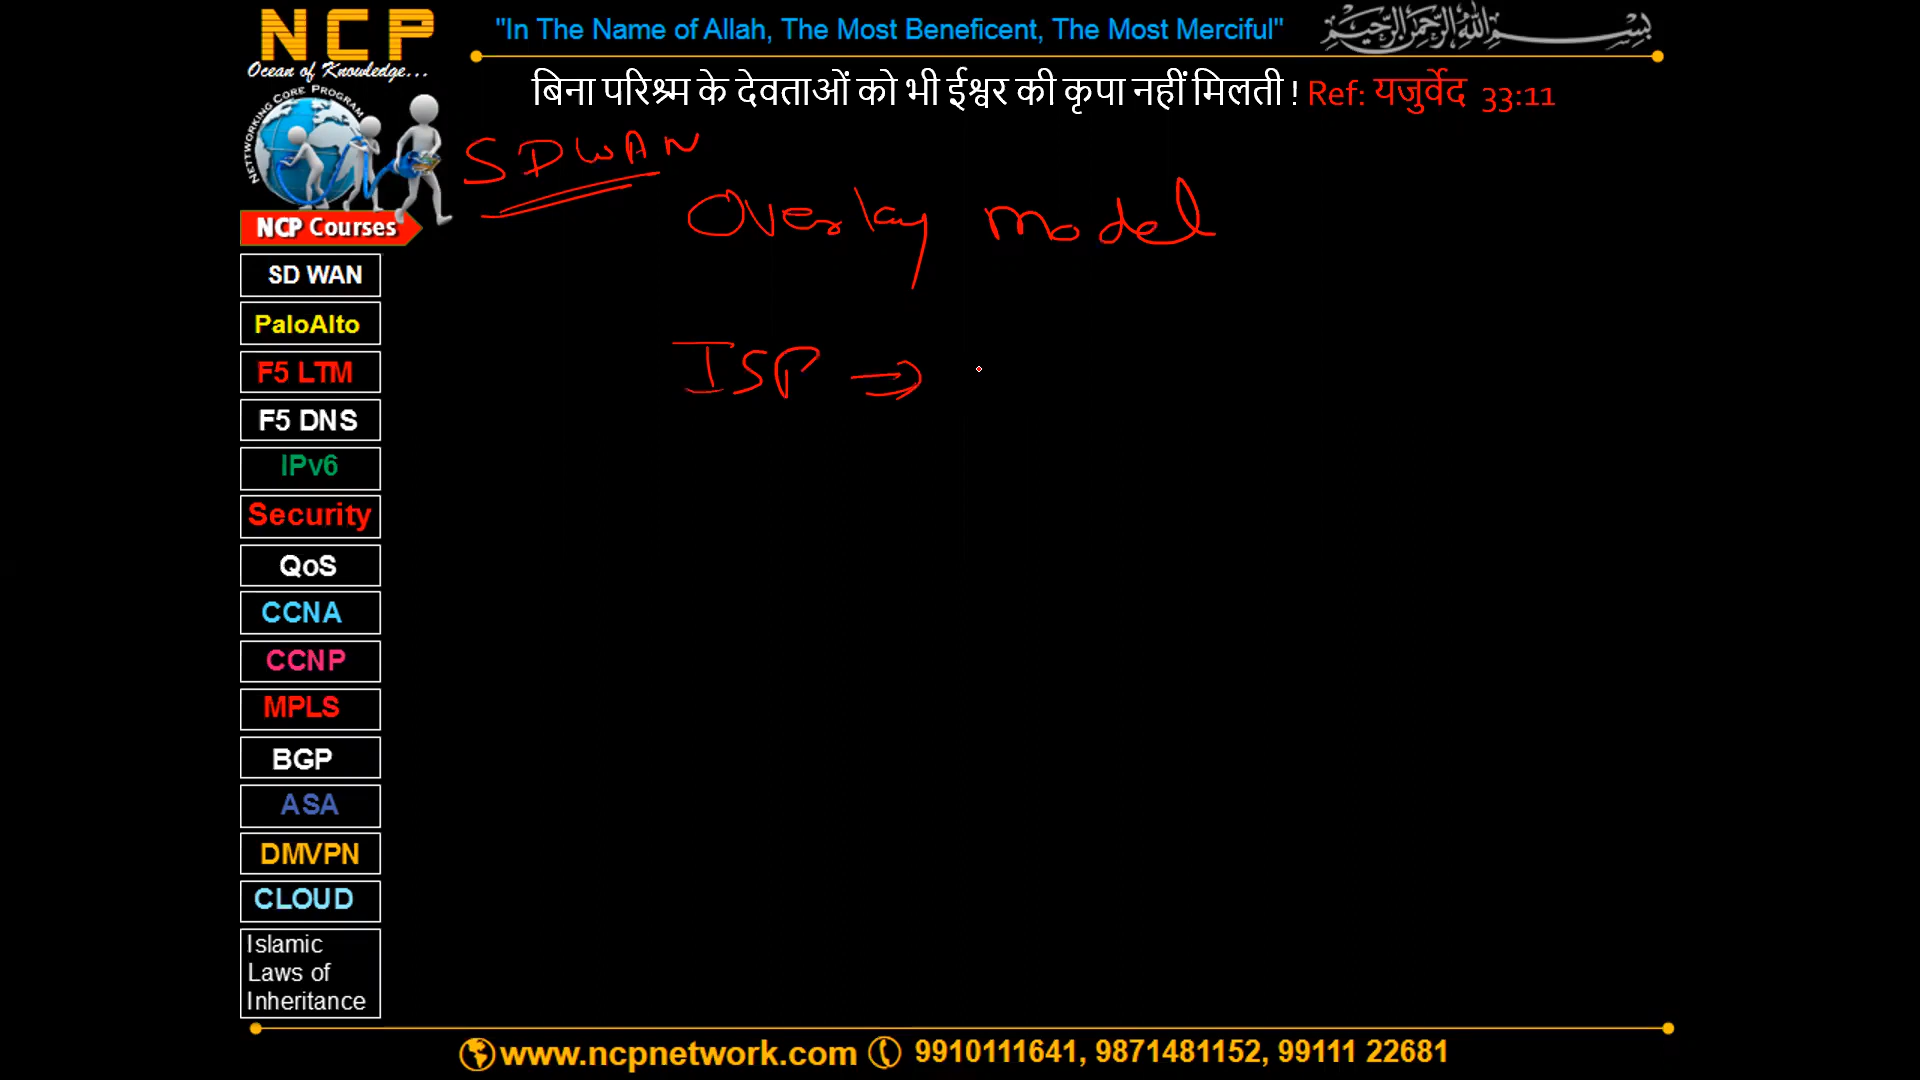 NCP
Ocean of Knowledge...
NETTWORKING CORE PROGRAM
"In The Name of Allah, The Most Beneficent, The Most Merciful"
بسم الله الرحمن الرحيم
बिना परिश्रम के देवताओं को भी ईश्वर की कृपा नहीं मिलती ! Ref: यजुर्वेद 33:11
SDWAN
Overlay Model
ISP ⇒
NCP Courses
SD WAN
PaloAlto
F5 LTM
F5 DNS
IPv6
Security
QoS
CCNA
CCNP
MPLS
BGP
ASA
DMVPN
CLOUD
Islamic
Laws of
Inheritance
www.ncpnetwork.com 9910111641, 9871481152, 99111 22681